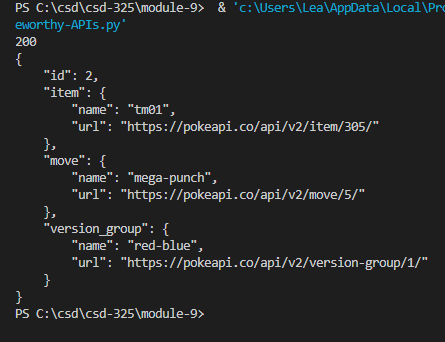 PS C:\csd\csd-325\module-9>  & 'c:\Users\Lea\AppData\Local\Pro
eworthy-APIs.py'
200
{
    "id": 2,
    "item": {
        "name": "tm01",
        "url": "https://pokeapi.co/api/v2/item/305/"
    },
    "move": {
        "name": "mega-punch",
        "url": "https://pokeapi.co/api/v2/move/5/"
    },
    "version_group": {
        "name": "red-blue",
        "url": "https://pokeapi.co/api/v2/version-group/1/"
    }
}
PS C:\csd\csd-325\module-9>